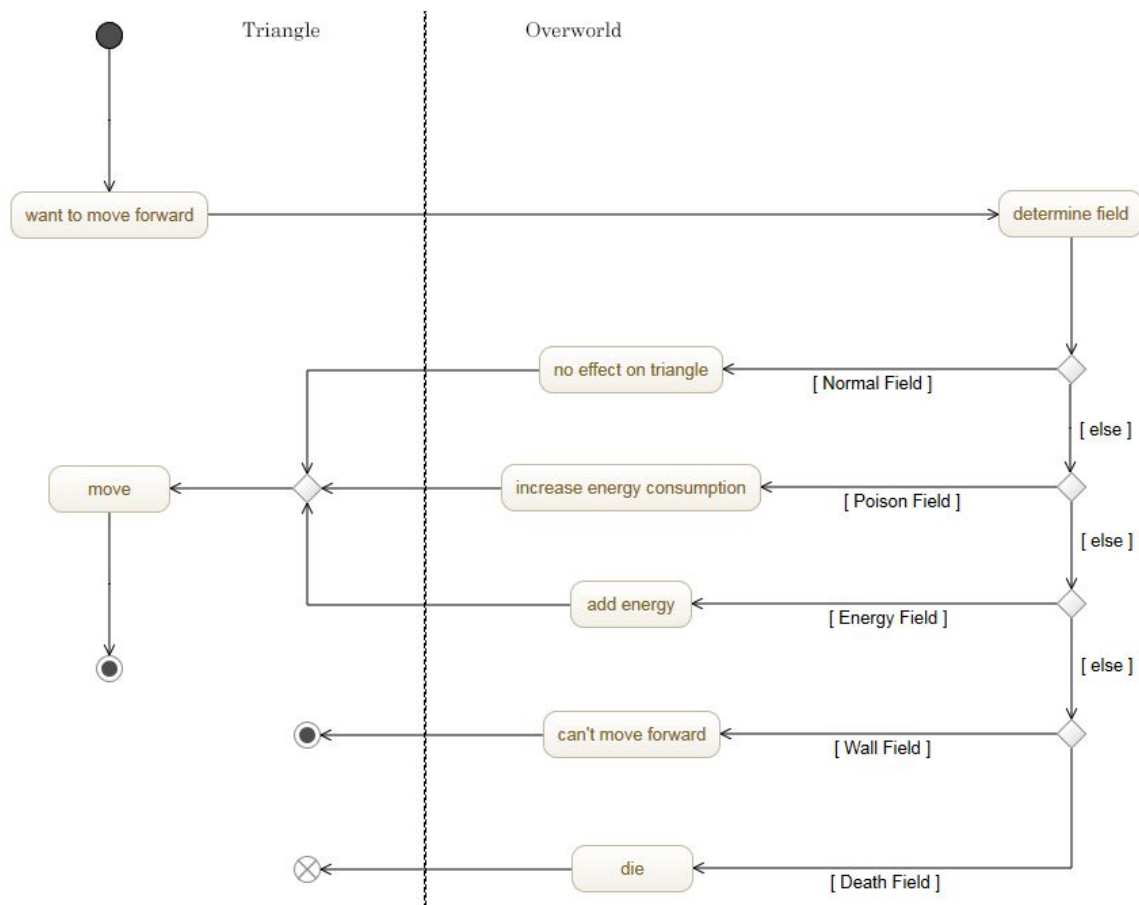 Triangle
Overworld
want to move forward
determine field
no effect on triangle
[ Normal Field ]
[ else ]
move
increase energy consumption
[ Poison Field ]
[ else ]
add energy
[ Energy Field ]
[ else ]
can't move forward
[ Wall Field ]
die
[ Death Field ]